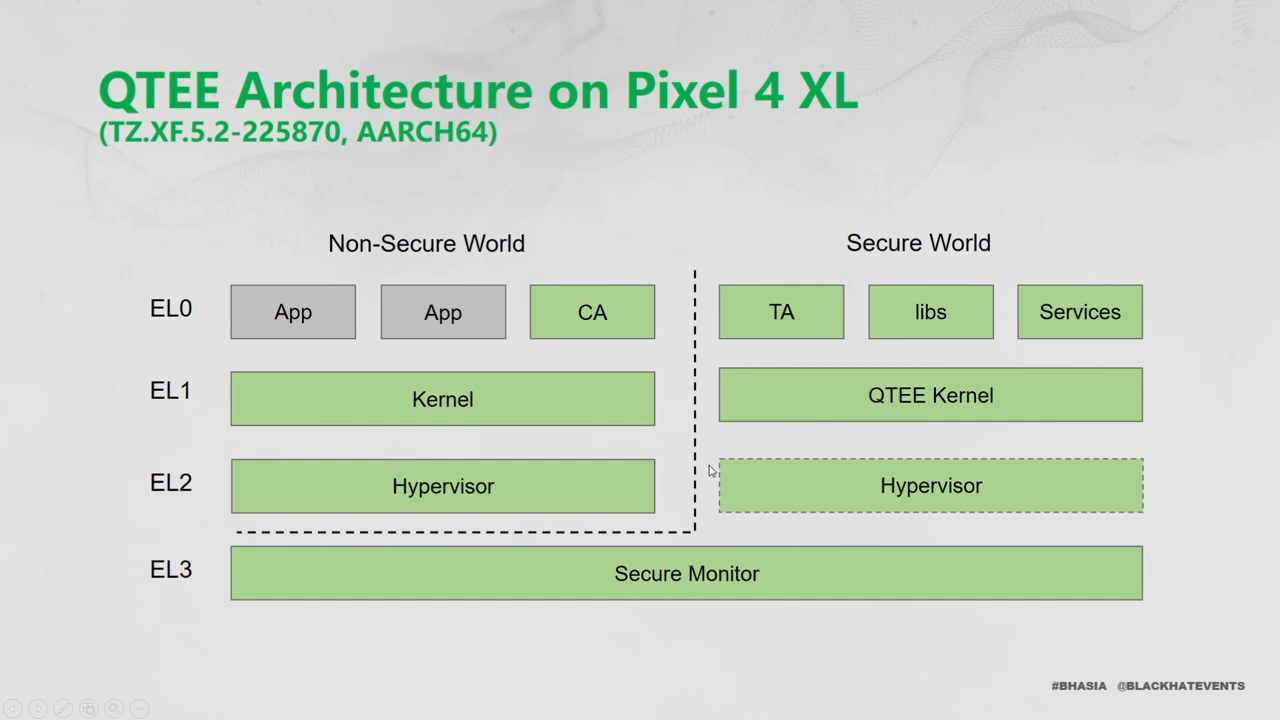 QTEE Architecture on Pixel 4 XL
(TZ.XF.5.2-225870, AARCH64)
Non-Secure World
Secure World
EL0
App
App
CA
TA
libs
Services
EL1
Kernel
QTEE Kernel
EL2
Hypervisor
Hypervisor
EL3
Secure Monitor
#BHASIA @BLACKHATEVENTS